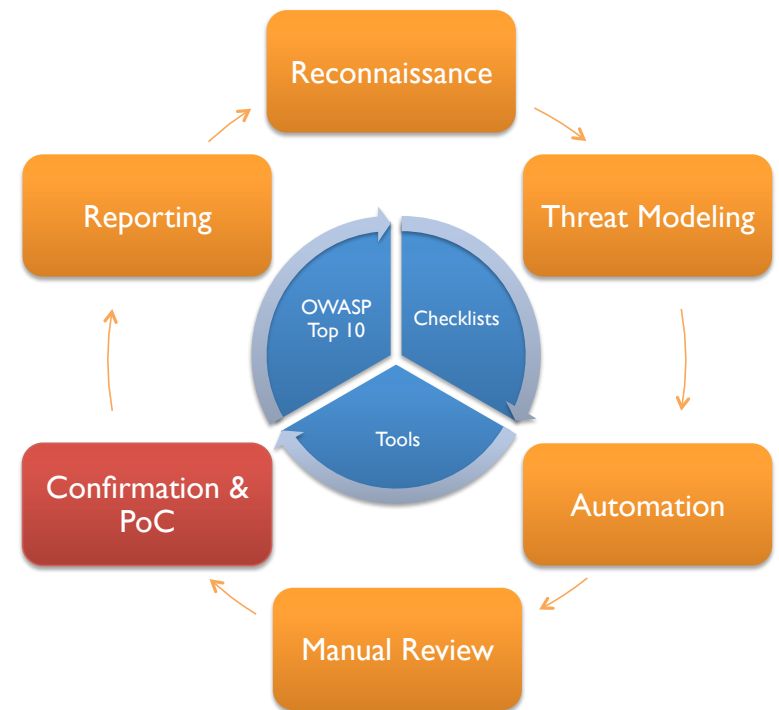 Reconnaissance
Threat Modeling
Automation
Manual Review
Confirmation &
PoC
Reporting
OWASP
Top 10
Checklists
Tools